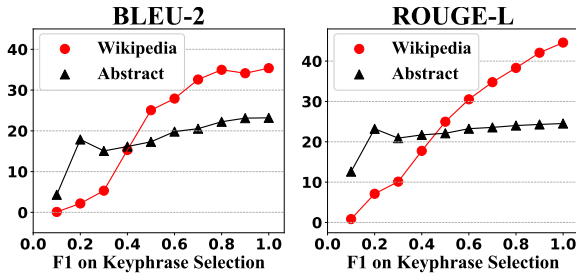 BLEU-2
Wikipedia
Abstract
40
30
20
10
0
0.0 0.2 0.4 0.6 0.8 1.0
F1 on Keyphrase Selection
ROUGE-L
Wikipedia
Abstract
40
20
0
0.0 0.2 0.4 0.6 0.8 1.0
F1 on Keyphrase Selection